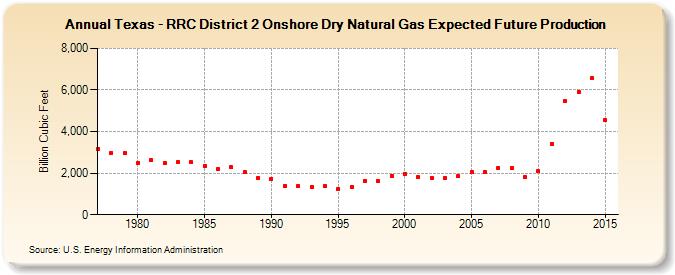 Annual Texas - RRC District 2 Onshore Dry Natural Gas Expected Future Production
Billion Cubic Feet
8,000
6,000
4,000
2,000
0
1980 1985 1990 1995 2000 2005 2010 2015
Source: U.S. Energy Information Administration